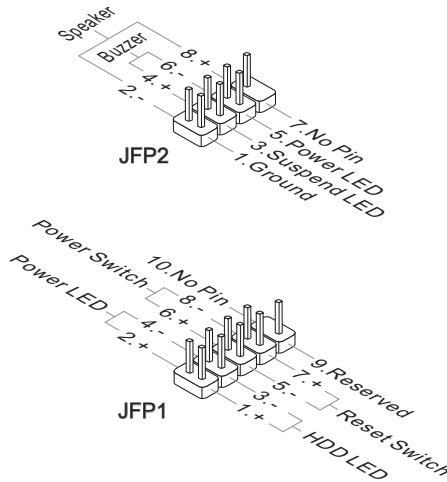 Speaker
Buzzer
8.+
6.-
4.+
2.-
7.No Pin
5.Power LED
3.Suspend LED
1.Ground
JFP2
Power Switch
Power LED
10.No Pin
8.-
6.+
4.-
2.+
9.Reserved
7.+
5.-
Reset Switch
3.-
1.+
HDD LED
JFP1